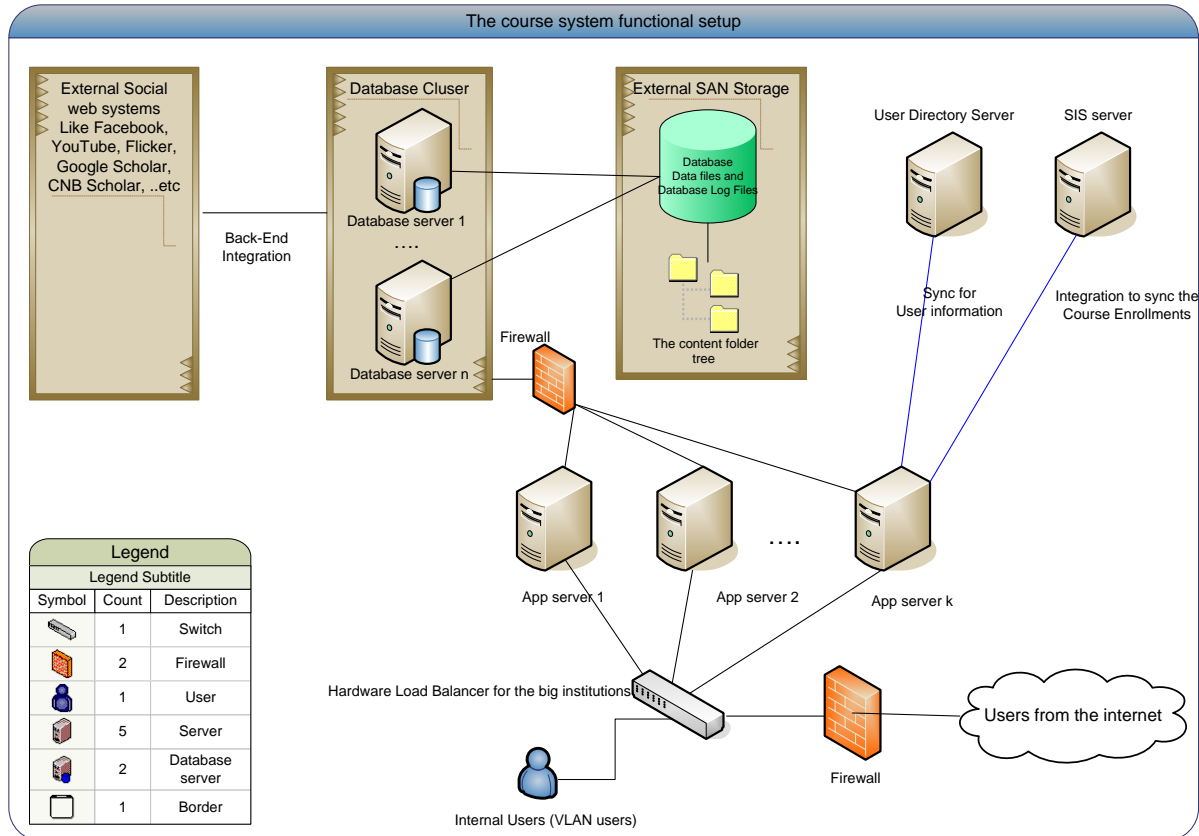 The course system functional setup
External Social
web systems
Like Facebook,
YouTube, Flicker,
Google Scholar,
CNB Scholar, ..etc
Back-End
Integration
Database Cluser
Database server 1
....
Database server n
External SAN Storage
Database
Data files and
Database Log Files
The content folder
tree
User Directory Server
SIS server
Sync for
User information
Integration to sync the
Course Enrollments
Firewall
App server 1
App server 2
....
App server k
Hardware Load Balancer for the big institutions
Users from the internet
Firewall
Internal Users (VLAN users)
Legend
Legend Subtitle
Symbol Count Description
1 Switch
2 Firewall
1 User
5 Server
2 Database
server
1 Border